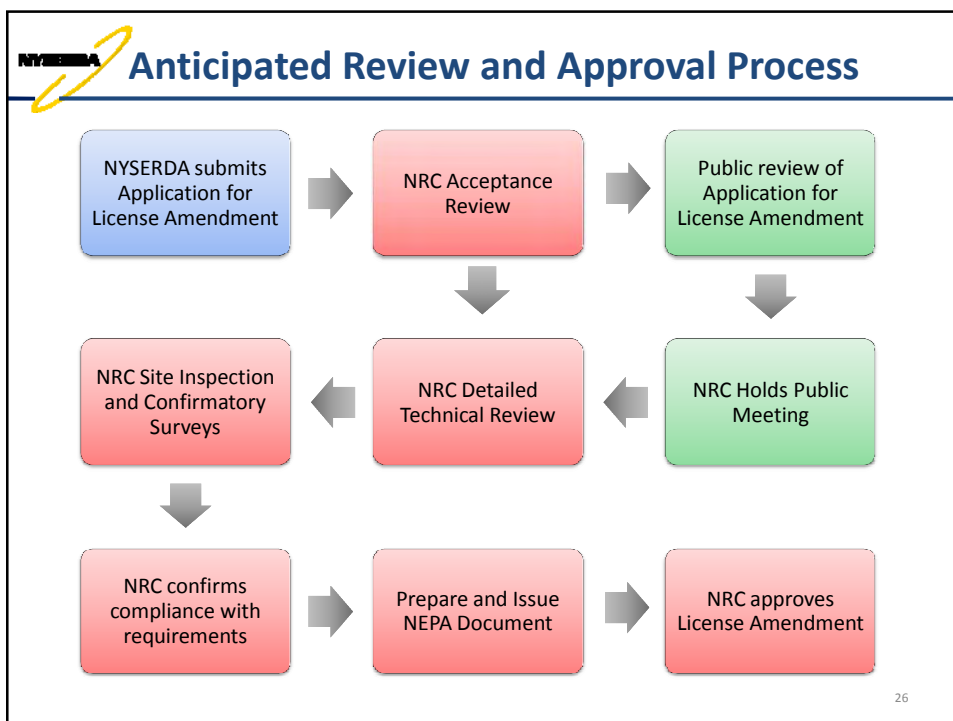 NYSERDA
Anticipated Review and Approval Process
NYSERDA submits
Application for
License Amendment
NRC Acceptance
Review
Public review of
Application for
License Amendment
NRC Site Inspection
and Confirmatory
Surveys
NRC Detailed
Technical Review
NRC Holds Public
Meeting
NRC confirms
compliance with
requirements
Prepare and Issue
NEPA Document
NRC approves
License Amendment
26